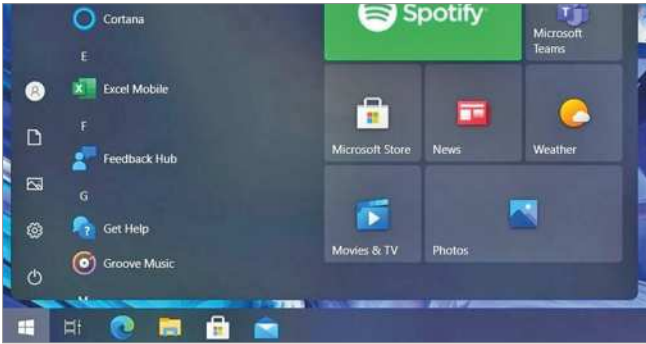 Cortana
E
Excel Mobile
F
Feedback Hub
G
Get Help
Groove Music
M
Spotify
Microsoft
Teams
Microsoft Store
News
Weather
Movies & TV
Photos